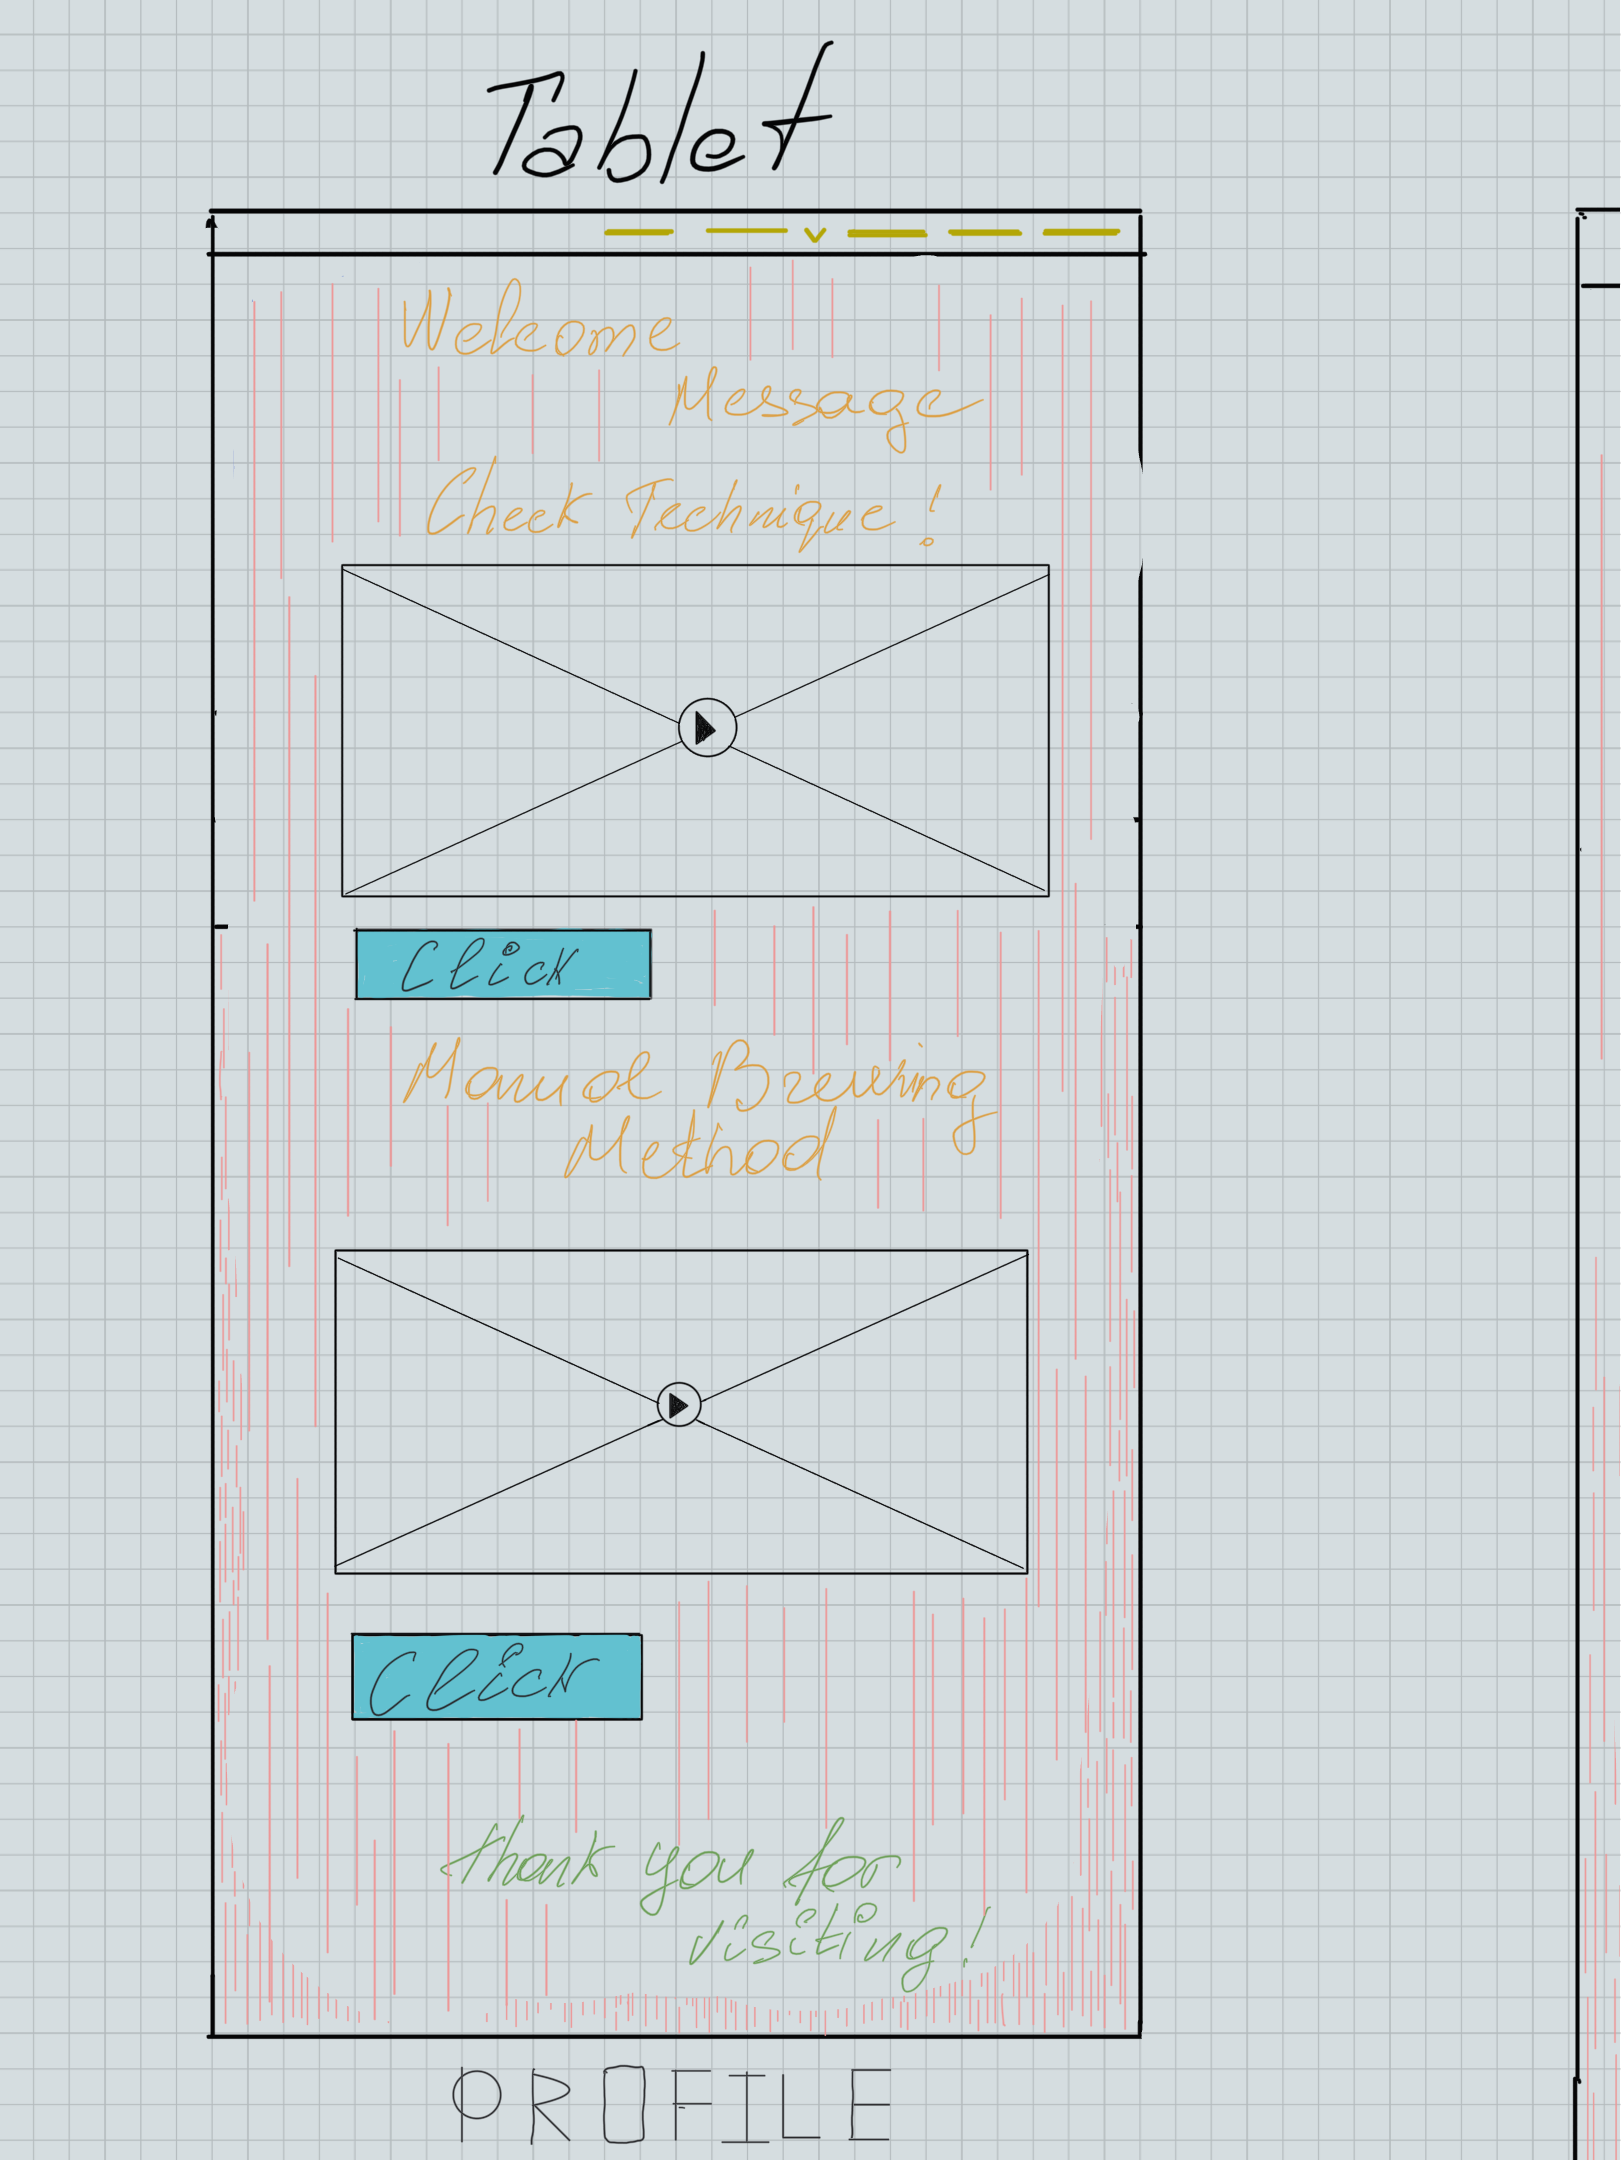 Tablet
Welcome
Message
Check Technique!
Click
Manual Brewing
Method
Click
Thank you for
visiting!
PROFILE